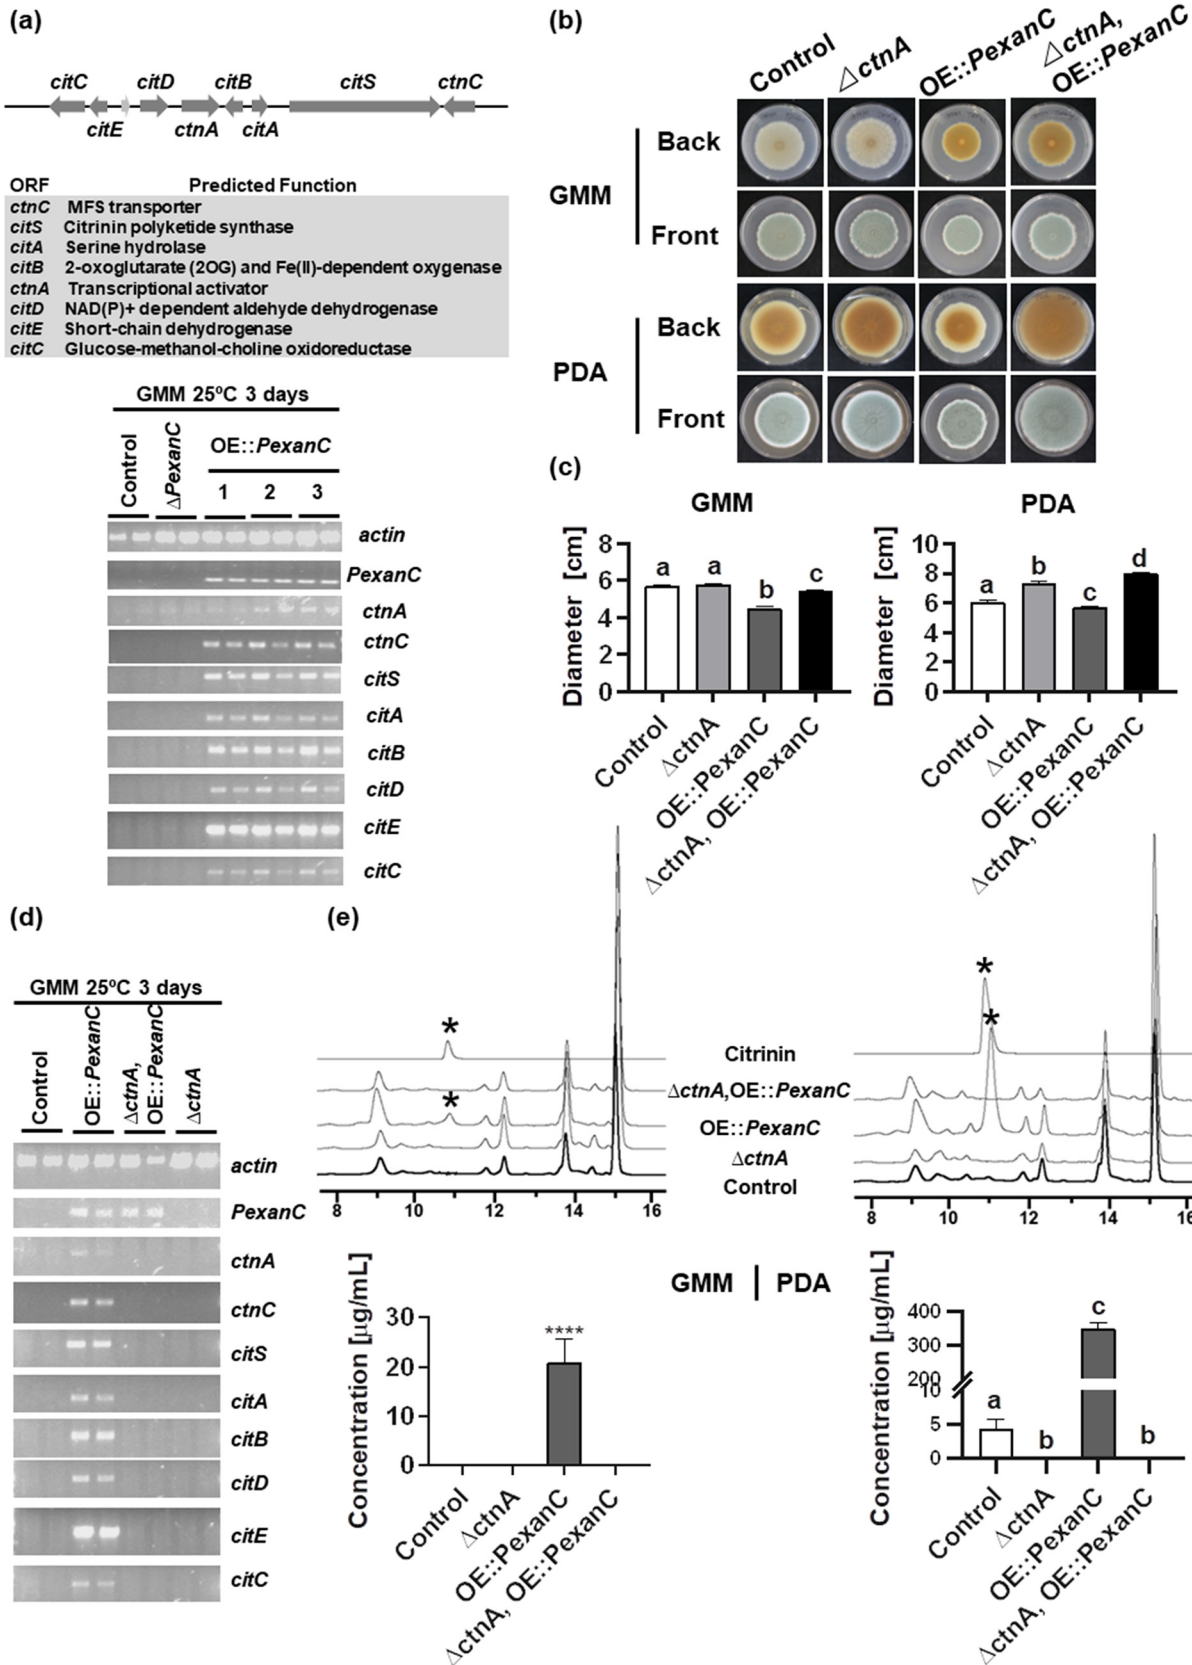 (a)
citC citD citB citS ctnC
citE ctnA citA
ORF Predicted Function
ctnC MFS transporter
citS Citrinin polyketide synthase
citA Serine hydrolase
citB 2-oxoglutarate (2OG) and Fe(II)-dependent oxygenase
ctnA Transcriptional activator
citD NAD(P)+ dependent aldehyde dehydrogenase
citE Short-chain dehydrogenase
citC Glucose-methanol-choline oxidoreductase
GMM 25ºC 3 days
Control
ΔPexanC
OE::PexanC
1 2 3
actin
PexanC
ctnA
ctnC
citS
citA
citB
citD
citE
citC
(b)
Control
△ctnA
OE::PexanC
△ctnA,
OE::PexanC
GMM
Back
Front
PDA
Back
Front
(c)
GMM
Diameter [cm]
8
6
4
2
0
a a b c
Control
ΔctnA
OE::PexanC
ΔctnA, OE::PexanC
PDA
Diameter [cm]
10
8
6
4
2
0
a b c d
Control
ΔctnA
OE::PexanC
ΔctnA, OE::PexanC
(d)
GMM 25ºC 3 days
Control
OE::PexanC
ΔctnA,
OE::PexanC
ΔctnA
actin
PexanC
ctnA
ctnC
citS
citA
citB
citD
citE
citC
(e)
*
*
8 10 12 14 16
Citrinin
ΔctnA,OE::PexanC
OE::PexanC
ΔctnA
Control
*
*
8 10 12 14 16
GMM | PDA
Concentration [µg/mL]
30
20
10
0
****
Control
ΔctnA
OE::PexanC
ΔctnA, OE::PexanC
Concentration [µg/mL]
400
300
200
10
5
0
a b c b
Control
ΔctnA
OE::PexanC
ΔctnA, OE::PexanC